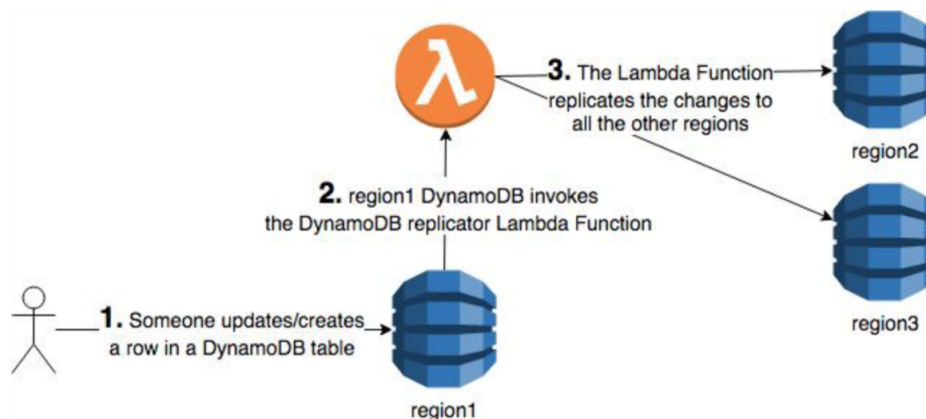 1. Someone updates/creates
a row in a DynamoDB table
region1
2. region1 DynamoDB invokes
the DynamoDB replicator Lambda Function
λ
3. The Lambda Function
replicates the changes to
all the other regions
region2
region3